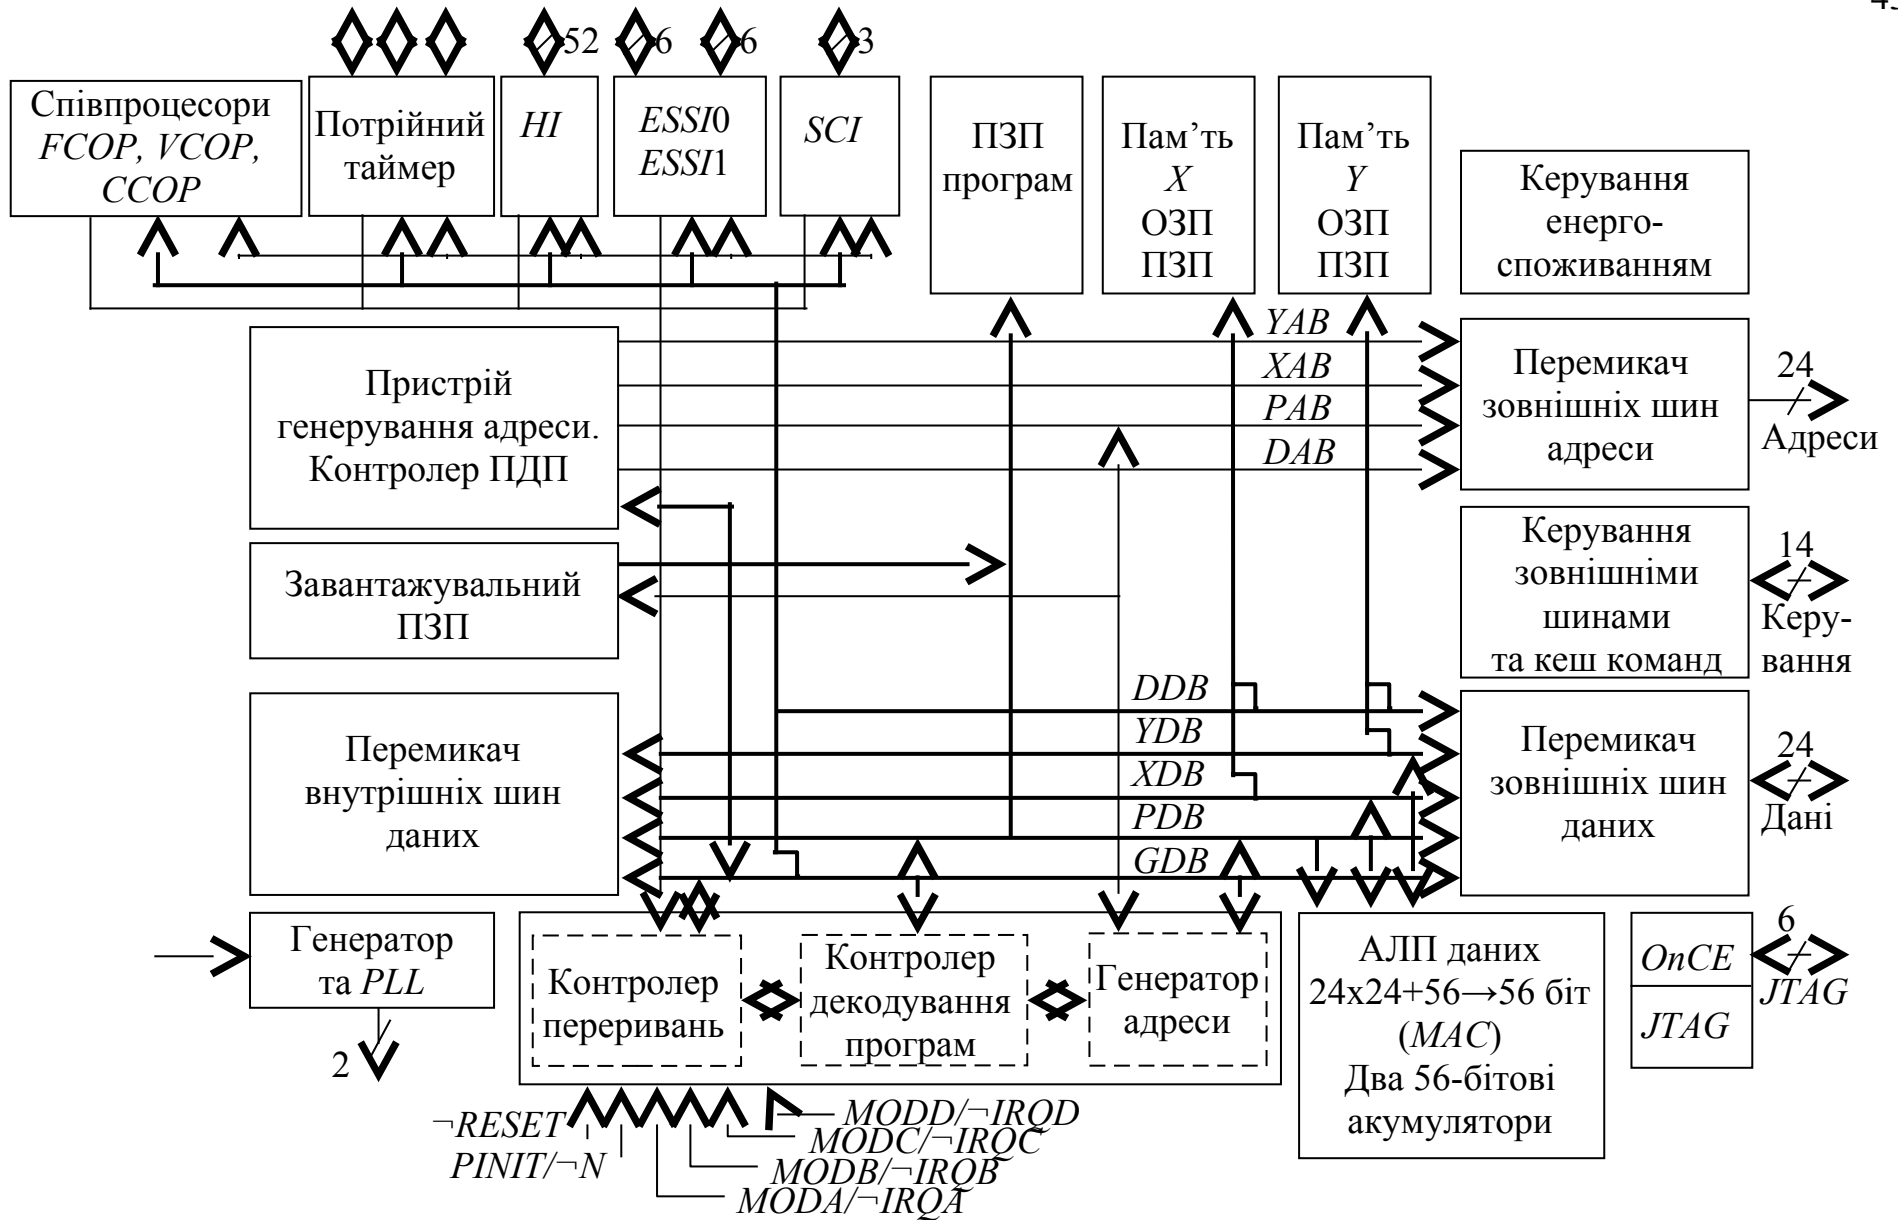 52
6
6
3
Співпроцесори
FCOP, VCOP,
CCOP
Потрійний
таймер
HI
ESSI0
ESSI1
SCI
ПЗП
програм
Пам’ть
X
ОЗП
ПЗП
Пам’ть
Y
ОЗП
ПЗП
Керування
енерго-
споживанням
Пристрій
генерування адреси.
Контролер ПДП
YAB
XAB
PAB
DAB
Перемикач
зовнішніх шин
адреси
24
Адреси
Завантажувальний
ПЗП
Керування
зовнішніми
шинами
та кеш команд
14
Керу-
вання
Перемикач
внутрішніх шин
даних
DDB
YDB
XDB
PDB
GDB
Перемикач
зовнішніх шин
даних
24
Дані
Генератор
та PLL
2
Контролер
переривань
Контролер
декодування
програм
Генератор
адреси
АЛП даних
24x24+56→56 біт
(MAC)
Два 56-бітові
акумулятори
OnCE
JTAG
6
JTAG
¬RESET
PINIT/¬N
MODD/¬IRQD
MODC/¬IRQC
MODB/¬IRQB
MODA/¬IRQA